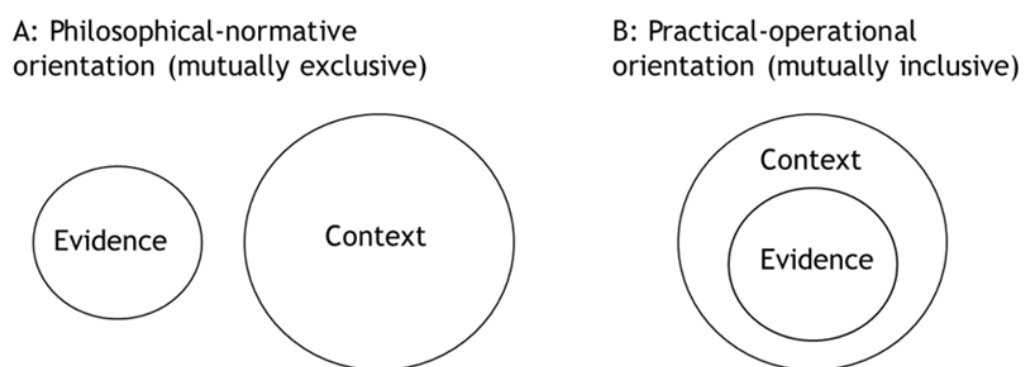 A: Philosophical-normative
orientation (mutually exclusive)
Evidence
Context
B: Practical-operational
orientation (mutually inclusive)
Context
Evidence